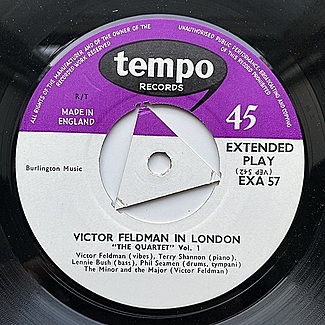 ALL RIGHTS OF THE MANUFACTURER AND OF THE OWNER OF THE RECORDED WORK RESERVED
UNAUTHORISED PUBLIC PERFORMANCE, BROADCASTING AND COPYING OF THIS RECORD PROHIBITED
tempo
RECORDS
R/T
MADE IN
ENGLAND
45
EXTENDED
PLAY
(VEP 542)
EXA 57
Burlington Music
VICTOR FELDMAN IN LONDON
"THE QUARTET" Vol. 1
Victor Feldman (vibes), Terry Shannon (piano),
Lennie Bush (bass), Phil Seamen (drums, tympani)
The Minor and the Major (Victor Feldman)